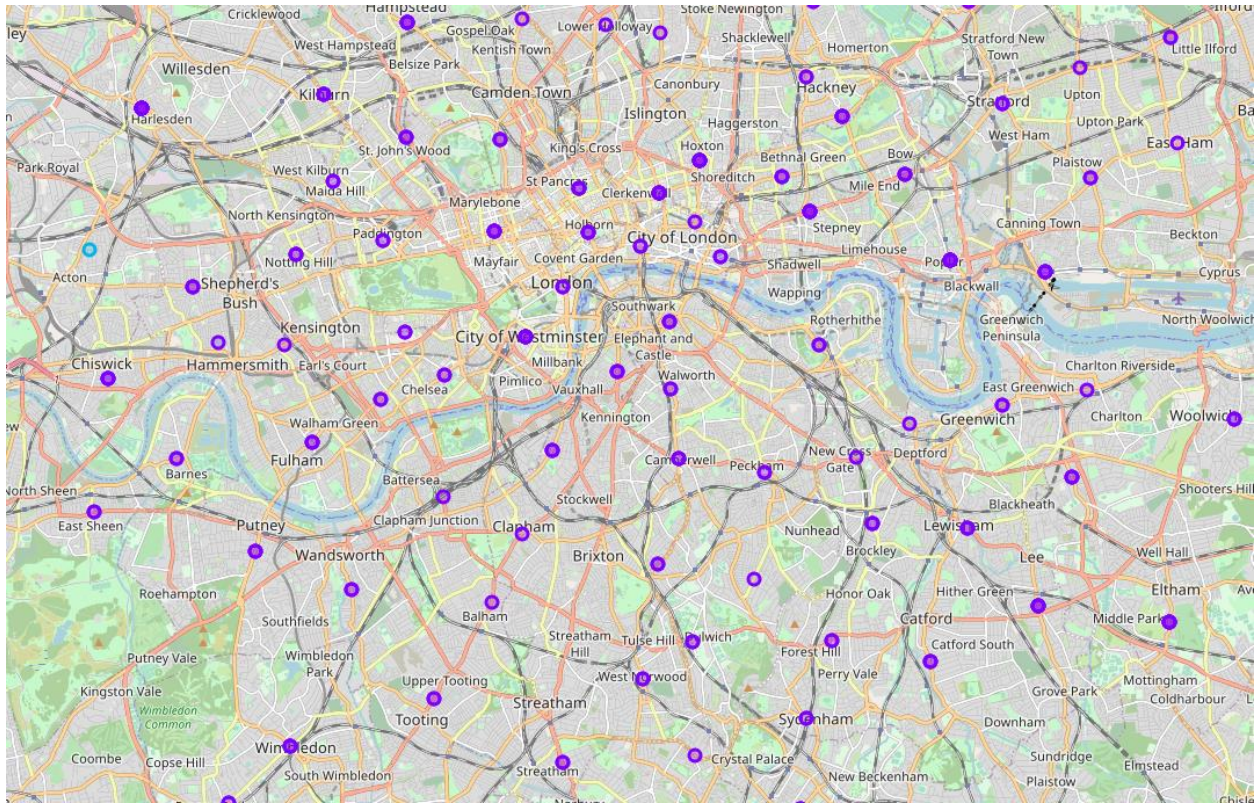 Cricklewood
Hampstead
Stoke Newington
Ilford
ley
West Hampstead
Gospel Oak
Lower Holloway
Kentish Town
Shacklewell
Homerton
Stratford New
Town
Little Ilford
Willesden
Belsize Park
Canonbury
Hackney
Upton
Kilburn
Camden Town
Stratford
Harlesden
Islington
Haggerston
Upton Park
Ba
West Ham
St. John's Wood
King's Cross
Hoxton
Bethnal Green
Bow
East Ham
Park Royal
West Kilburn
Plaistow
St Pancras
Shoreditch
Mile End
Maida Hill
Clerkenwell
Marylebone
North Kensington
Holborn
Stepney
Canning Town
Paddington
City of London
Beckton
Notting Hill
Limehouse
Mayfair
Covent Garden
Shadwell
Poplar
Acton
Cyprus
Shepherd's
Bush
London
Blackwall
Wapping
Southwark
Kensington
City of Westminster
Rotherhithe
Greenwich
Peninsula
North Woolwich
Elephant and
Castle
Chiswick
Hammersmith
Earl's Court
Millbank
Charlton Riverside
Pimlico
Walworth
Chelsea
Vauxhall
East Greenwich
Kennington
Greenwich
Charlton
Woolwich
ew
Walham Green
Deptford
Barnes
Fulham
Camberwell
New Cross
Gate
Peckham
Battersea
North Sheen
Shooters Hill
Stockwell
Blackheath
East Sheen
Putney
Clapham Junction
Clapham
Nunhead
Lewisham
Wandsworth
Brixton
Brockley
Lee
Well Hall
Roehampton
Honor Oak
Hither Green
Eltham
Ave
Southfields
Balham
Catford
Middle Park
Streatham
Hill
Tulse Hill
Dulwich
Forest Hill
Catford South
Putney Vale
Wimbledon
Park
Perry Vale
Kingston Vale
Upper Tooting
West Norwood
Mottingham
Grove Park
Coldharbour
Wimbledon
Common
Tooting
Streatham
Sydenham
Downham
Wimbledon
Coombe
Copse Hill
Crystal Palace
Sundridge
Elmstead
South Wimbledon
Streatham
New Beckenham
Plaistow
Norbury
Chisle